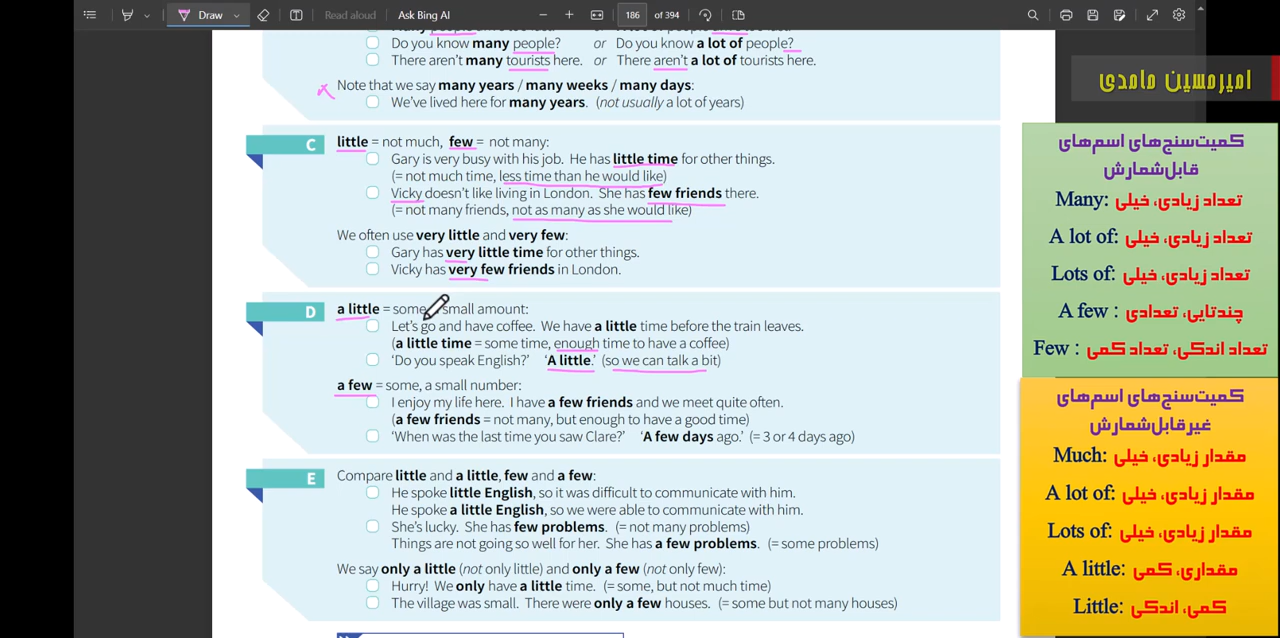 Draw
Read aloud
Ask Bing AI
186 of 394
Do you know many people? or Do you know a lot of people?
There aren't many tourists here. or There aren't a lot of tourists here.
Note that we say many years / many weeks / many days:
We've lived here for many years. (not usually a lot of years)
C
little = not much, few = not many:
Gary is very busy with his job. He has little time for other things.
(= not much time, less time than he would like)
Vicky doesn't like living in London. She has few friends there.
(= not many friends, not as many as she would like)
We often use very little and very few:
Gary has very little time for other things.
Vicky has very few friends in London.
D
a little = some, small amount:
Let's go and have coffee. We have a little time before the train leaves.
(a little time = some time, enough time to have a coffee)
'Do you speak English?' 'A little.' (so we can talk a bit)
a few = some, a small number:
I enjoy my life here. I have a few friends and we meet quite often.
(a few friends = not many, but enough to have a good time)
'When was the last time you saw Clare?' 'A few days ago.' (= 3 or 4 days ago)
E
Compare little and a little, few and a few:
He spoke little English, so it was difficult to communicate with him.
He spoke a little English, so we were able to communicate with him.
She's lucky. She has few problems. (= not many problems)
Things are not going so well for her. She has a few problems. (= some problems)
We say only a little (not only little) and only a few (not only few):
Hurry! We only have a little time. (= some, but not much time)
The village was small. There were only a few houses. (= some but not many houses)
امیرحسین مامدی
کمیت‌سنج‌های اسم‌های
قابل‌شمارش
Many: تعداد زیادی، خیلی
A lot of: تعداد زیادی، خیلی
Lots of: تعداد زیادی، خیلی
A few : چندتایی، تعدادی
Few : تعداد اندکی، تعداد کمی
کمیت‌سنج‌های اسم‌های
غیرقابل‌شمارش
Much: مقدار زیادی، خیلی
A lot of: مقدار زیادی، خیلی
Lots of: مقدار زیادی، خیلی
A little: مقداری، کمی
Little: کمی، اندکی